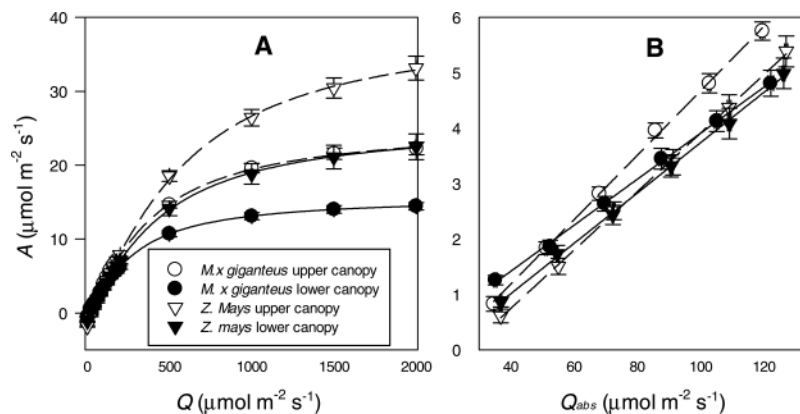 A
B
A (μmol m-2 s-1)
40
30
20
10
0
0
500
1000
1500
2000
Q (μmol m-2 s-1)
M.x giganteus upper canopy
M. x giganteus lower canopy
Z. Mays upper canopy
Z. mays lower canopy
6
5
4
3
2
1
0
40
60
80
100
120
Qabs (μmol m-2 s-1)